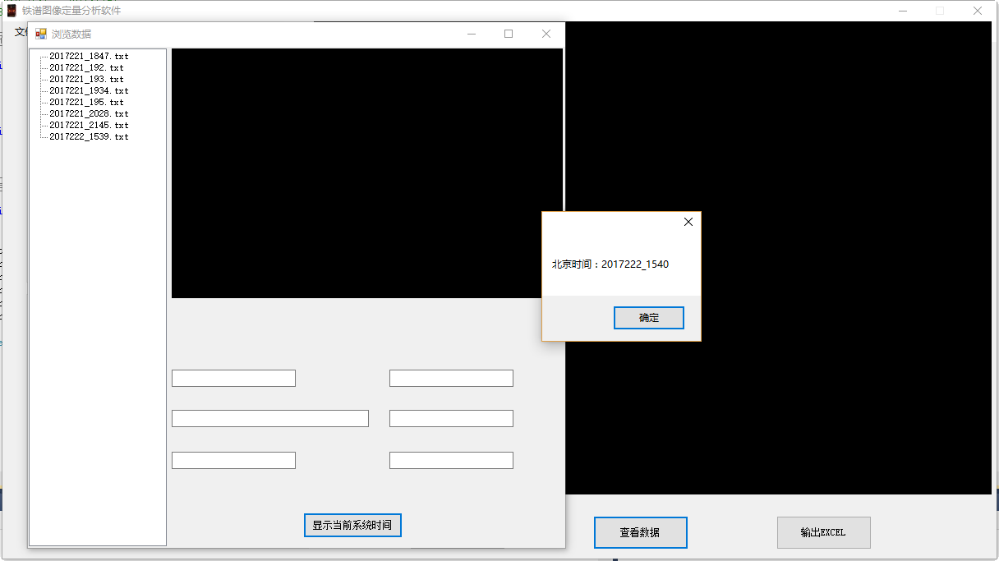 铁谱图像定量分析软件
文件
浏览数据
2017221_1847.txt
2017221_192.txt
2017221_193.txt
2017221_1934.txt
2017221_195.txt
2017221_2028.txt
2017221_2145.txt
2017222_1539.txt
北京时间：2017222_1540
确定
显示当前系统时间
查看数据
输出EXCEL